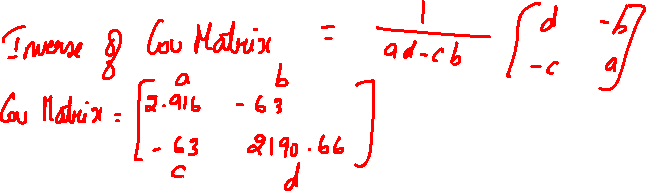 Inverse of Cov Matrix = 1 / ad-cb [d -b
-c a]
a b
Cov Matrix = [2.916 -63
-63 2190.66]
c d